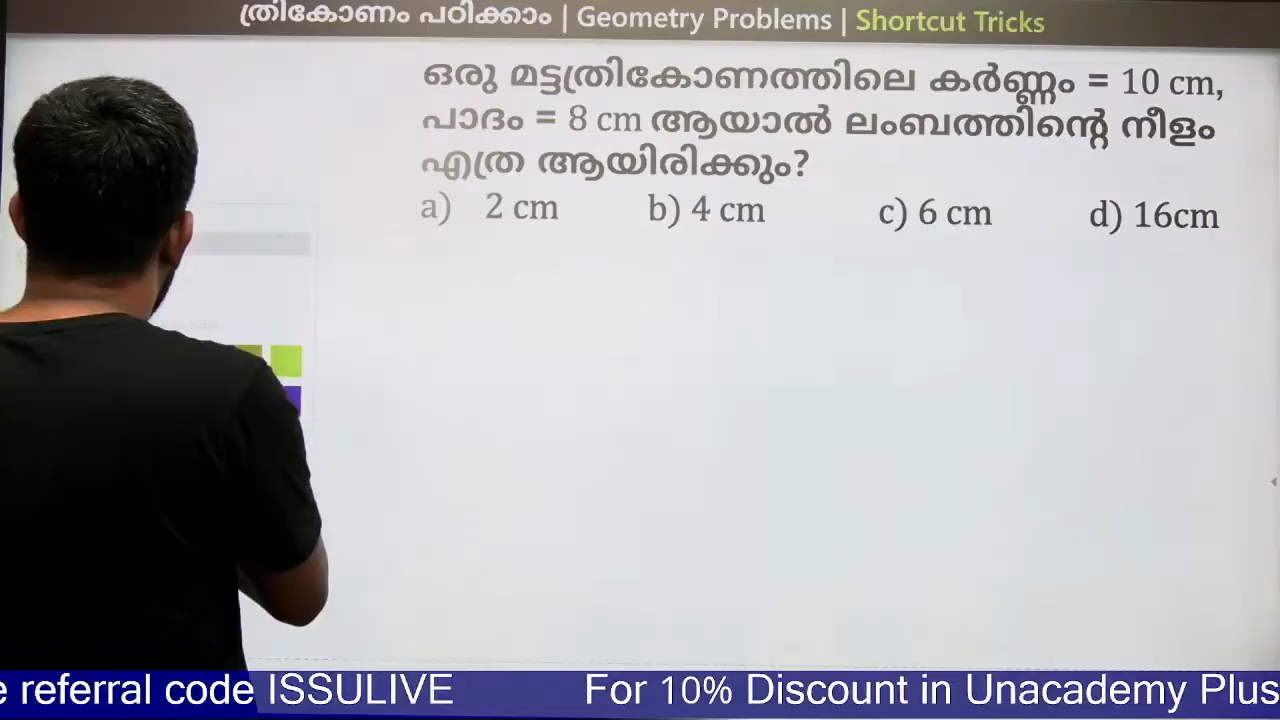 ത്രികോണം പഠിക്കാം | Geometry Problems | Shortcut Tricks
ഒരു മട്ടത്രികോണത്തിലെ കർണ്ണം = 10 cm,
പാദം = 8 cm ആയാൽ ലംബത്തിന്റെ നീളം
എത്ര ആയിരിക്കും?
a) 2 cm b) 4 cm c) 6 cm d) 16cm
referral code ISSULIVE For 10% Discount in Unacademy Plus